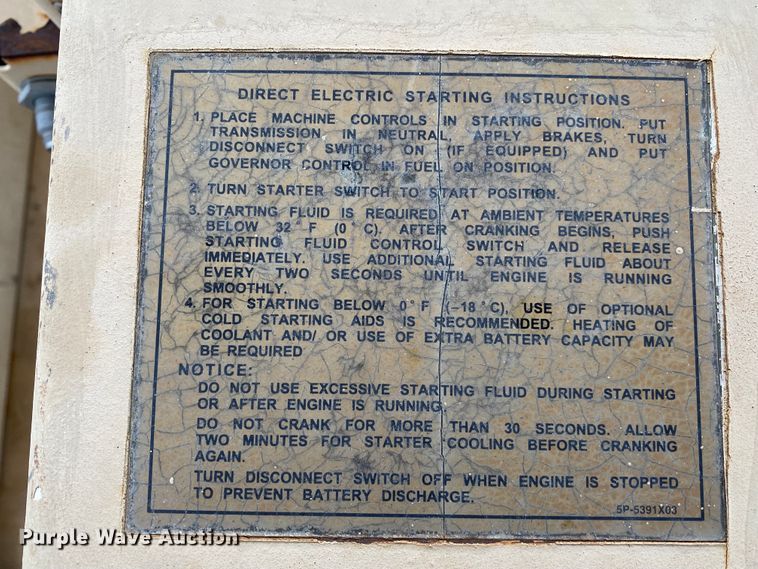 DIRECT ELECTRIC STARTING INSTRUCTIONS
1. PLACE MACHINE CONTROLS IN STARTING POSITION. PUT
TRANSMISSION IN NEUTRAL, APPLY BRAKES, TURN
DISCONNECT SWITCH ON (IF EQUIPPED) AND PUT
GOVERNOR CONTROL IN FUEL ON POSITION.
2. TURN STARTER SWITCH TO START POSITION.
3. STARTING FLUID IS REQUIRED AT AMBIENT TEMPERATURES
BELOW 32°F (0°C). AFTER CRANKING BEGINS, PUSH
STARTING FLUID CONTROL SWITCH AND RELEASE
IMMEDIATELY. USE ADDITIONAL STARTING FLUID ABOUT
EVERY TWO SECONDS UNTIL ENGINE IS RUNNING
SMOOTHLY.
4. FOR STARTING BELOW 0°F (–18°C), USE OF OPTIONAL
COLD STARTING AIDS IS RECOMMENDED. HEATING OF
COOLANT AND/ OR USE OF EXTRA BATTERY CAPACITY MAY
BE REQUIRED
NOTICE:
DO NOT USE EXCESSIVE STARTING FLUID DURING STARTING
OR AFTER ENGINE IS RUNNING.
DO NOT CRANK FOR MORE THAN 30 SECONDS. ALLOW
TWO MINUTES FOR STARTER COOLING BEFORE CRANKING
AGAIN.
TURN DISCONNECT SWITCH OFF WHEN ENGINE IS STOPPED
TO PREVENT BATTERY DISCHARGE.
5P-5391X03
Purple Wave Auction